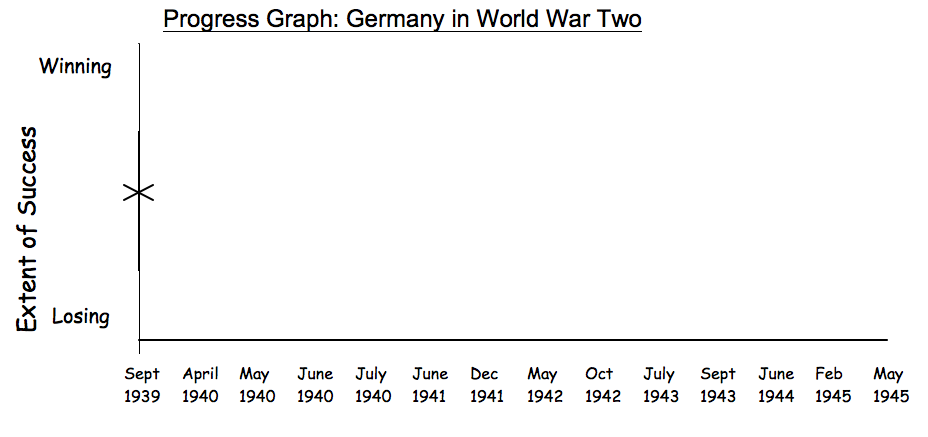 Progress Graph: Germany in World War Two
Winning
Extent of Success
Losing
Sept April May June July June Dec May Oct July Sept June Feb May
1939 1940 1940 1940 1940 1941 1941 1942 1942 1943 1943 1944 1945 1945